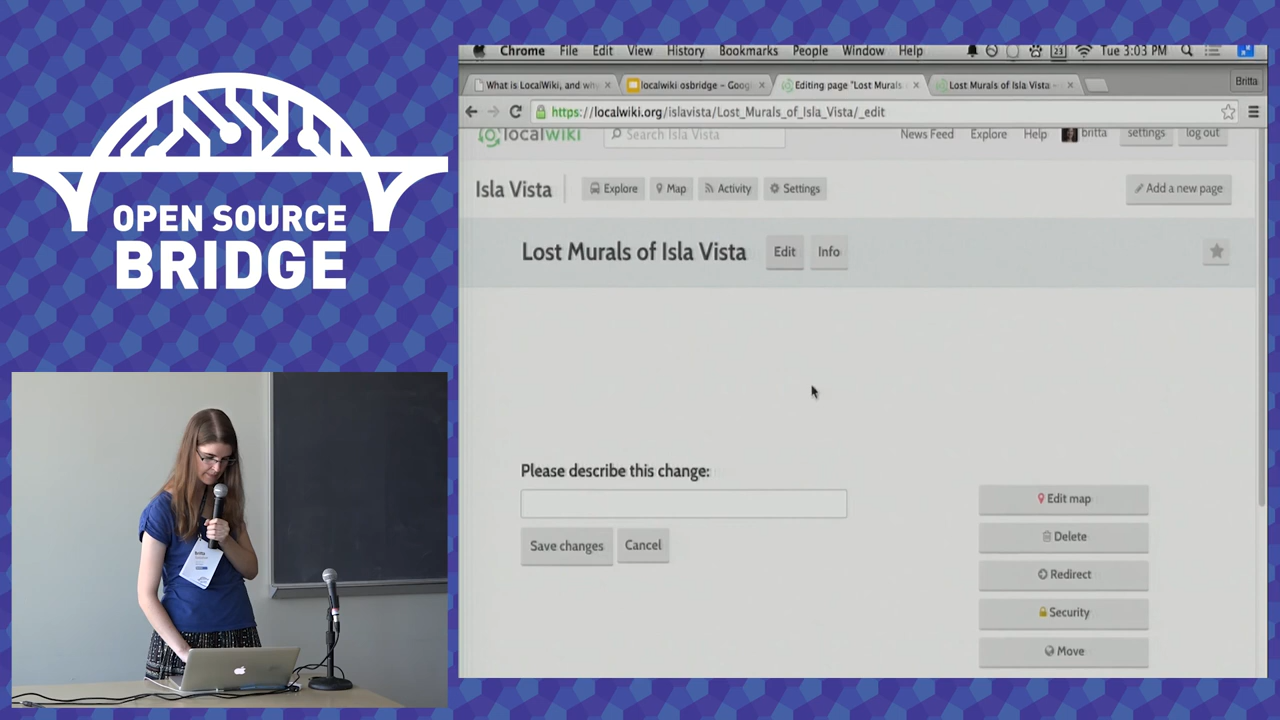 OPEN SOURCE
BRIDGE
Chrome File Edit View History Bookmarks People Window Help 23 Tue 3:03 PM
What is LocalWiki, and why
localwiki osbridge – Goog
Editing page "Lost Murals
Lost Murals of Isla Vista –
Britta
https://localwiki.org/islavista/Lost_Murals_of_Isla_Vista/_edit
localwiki
Search Isla Vista
News Feed Explore Help britta settings log out
Isla Vista
Explore Map Activity Settings
Add a new page
Lost Murals of Isla Vista
Edit Info
Please describe this change:
Save changes Cancel
Edit map
Delete
Redirect
Security
Move
Britta